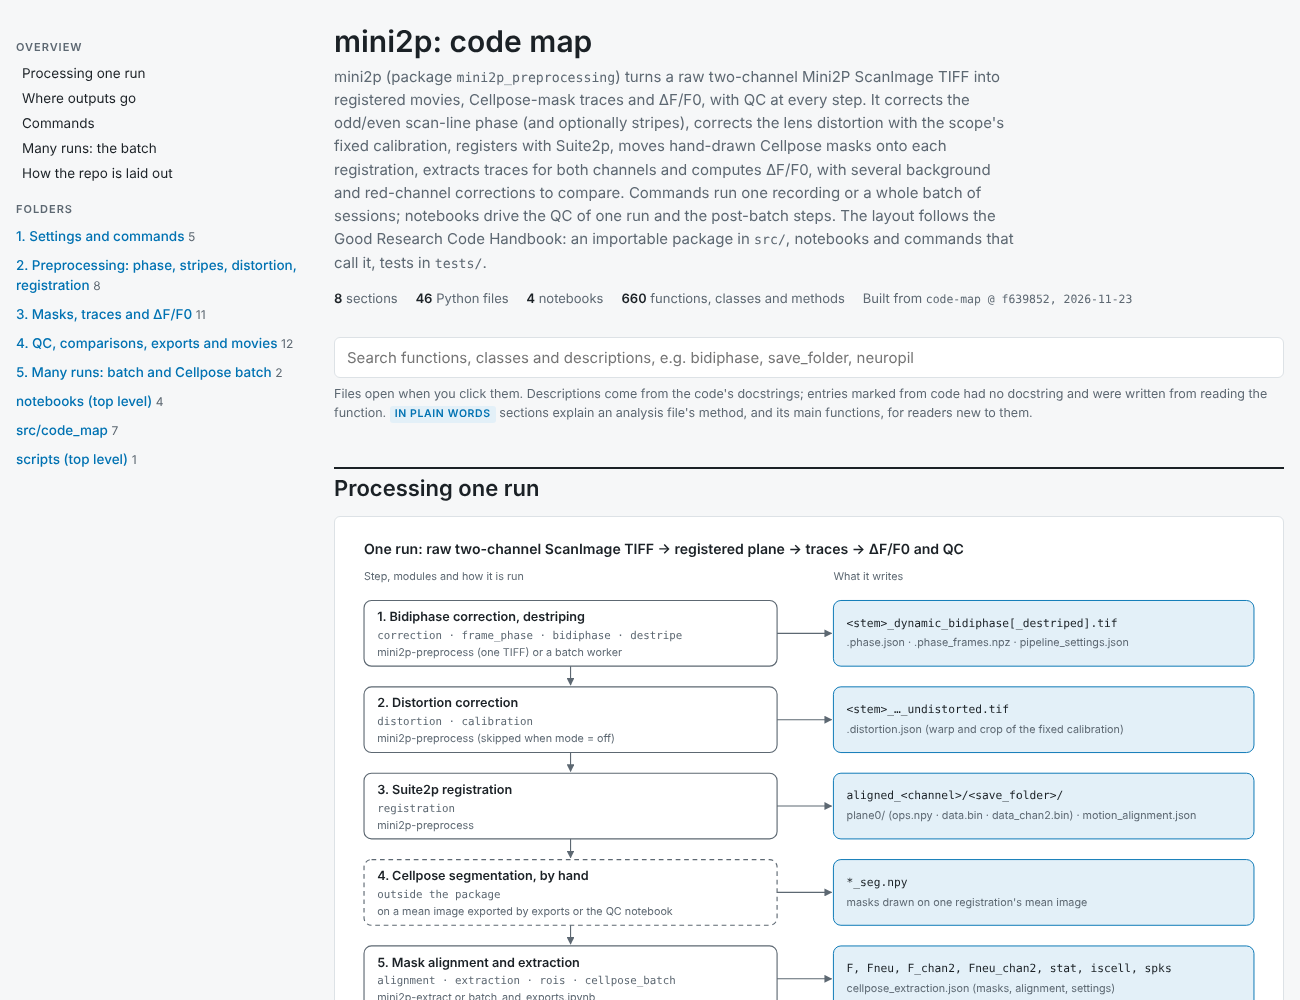 OVERVIEW
Processing one run
Where outputs go
Commands
Many runs: the batch
How the repo is laid out
FOLDERS
1. Settings and commands 5
2. Preprocessing: phase, stripes, distortion,
registration 8
3. Masks, traces and ΔF/F0 11
4. QC, comparisons, exports and movies 12
5. Many runs: batch and Cellpose batch 2
notebooks (top level) 4
src/code_map 7
scripts (top level) 1
mini2p: code map
mini2p (package mini2p_preprocessing) turns a raw two-channel Mini2P ScanImage TIFF into
registered movies, Cellpose-mask traces and ΔF/F0, with QC at every step. It corrects the
odd/even scan-line phase (and optionally stripes), corrects the lens distortion with the scope's
fixed calibration, registers with Suite2p, moves hand-drawn Cellpose masks onto each
registration, extracts traces for both channels and computes ΔF/F0, with several background
and red-channel corrections to compare. Commands run one recording or a whole batch of
sessions; notebooks drive the QC of one run and the post-batch steps. The layout follows the
Good Research Code Handbook: an importable package in src/, notebooks and commands that
call it, tests in tests/.
8 sections 46 Python files 4 notebooks 660 functions, classes and methods Built from code-map @ f639852, 2026-11-23
Search functions, classes and descriptions, e.g. bidiphase, save_folder, neuropil
Files open when you click them. Descriptions come from the code's docstrings; entries marked from code had no docstring and were written from reading the
function. IN PLAIN WORDS sections explain an analysis file's method, and its main functions, for readers new to them.
Processing one run
One run: raw two-channel ScanImage TIFF → registered plane → traces → ΔF/F0 and QC
Step, modules and how it is run
What it writes
1. Bidiphase correction, destriping
correction · frame_phase · bidiphase · destripe
mini2p-preprocess (one TIFF) or a batch worker
<stem>_dynamic_bidiphase[_destriped].tif
.phase.json · .phase_frames.npz · pipeline_settings.json
2. Distortion correction
distortion · calibration
mini2p-preprocess (skipped when mode = off)
<stem>_…_undistorted.tif
.distortion.json (warp and crop of the fixed calibration)
3. Suite2p registration
registration
mini2p-preprocess
aligned_<channel>/<save_folder>/
plane0/ (ops.npy · data.bin · data_chan2.bin) · motion_alignment.json
4. Cellpose segmentation, by hand
outside the package
on a mean image exported by exports or the QC notebook
*_seg.npy
masks drawn on one registration's mean image
5. Mask alignment and extraction
alignment · extraction · rois · cellpose_batch
mini2p-extract or batch_and_exports.ipynb
F, Fneu, F_chan2, Fneu_chan2, stat, iscell, spks
cellpose_extraction.json (masks, alignment, settings)